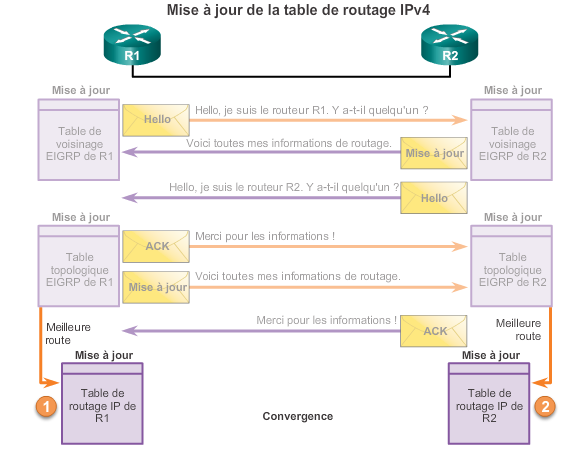 Mise à jour de la table de routage IPv4
R1
R2
Mise à jour
Mise à jour
Table de
voisinage
EIGRP de R1
Hello
Hello, je suis le routeur R1. Y a-t-il quelqu'un ?
Table de
voisinage
EIGRP de R2
Voici toutes mes informations de routage.
Mise à jour
Hello, je suis le routeur R2. Y a-t-il quelqu'un ?
Hello
Mise à jour
Mise à jour
Table
topologique
EIGRP de R1
ACK
Merci pour les informations !
Table
topologique
EIGRP de R2
Mise à jour
Voici toutes mes informations de routage.
Meilleure
route
Merci pour les informations !
ACK
Meilleure
route
Mise à jour
Mise à jour
1
Table de
routage IP de
R1
Convergence
Table de
routage IP de
R2
2